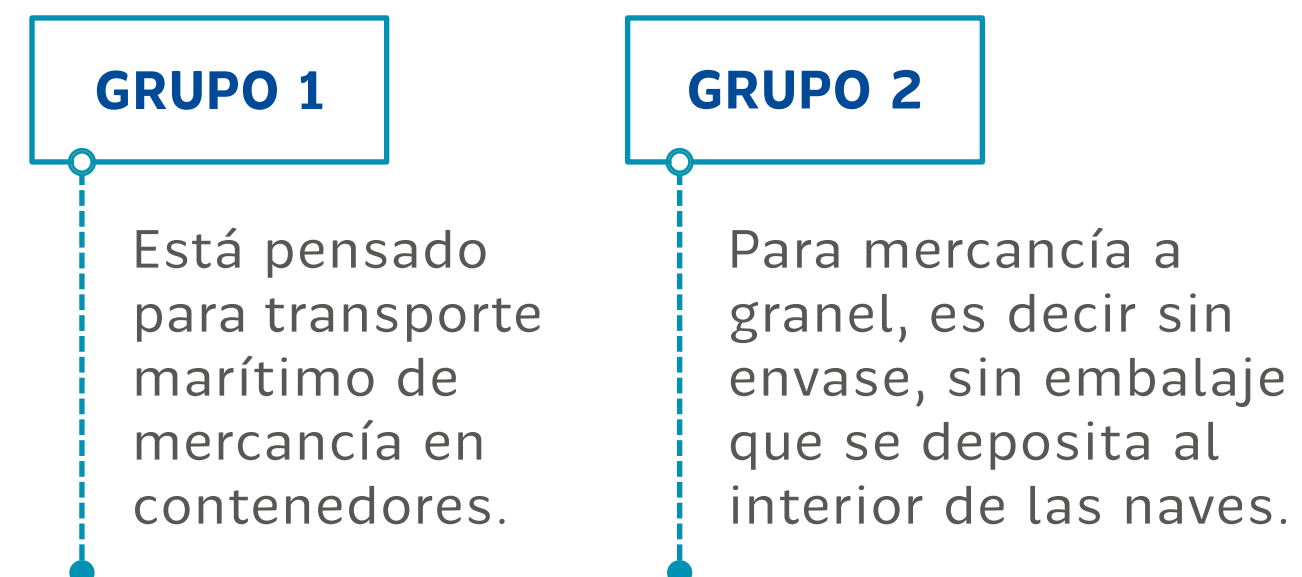 GRUPO 1
Está pensado
para transporte
marítimo de
mercancía en
contenedores.
GRUPO 2
Para mercancía a
granel, es decir sin
envase, sin embalaje
que se deposita al
interior de las naves.